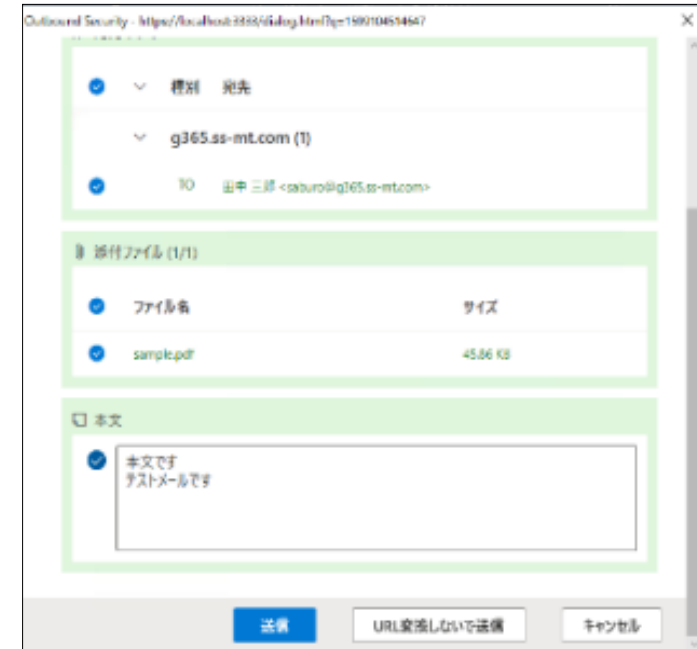 Outbound Security - https://localhost:3333/dialog.html?q=1599104514647
種別 宛先
g365.ss-mt.com (1)
TO 田中 三郎 <saburo@g365.ss-mt.com>
添付ファイル (1/1)
ファイル名 サイズ
sample.pdf 45.86 KB
本文
本文です
テストメールです
送信 URL変換しないで送信 キャンセル